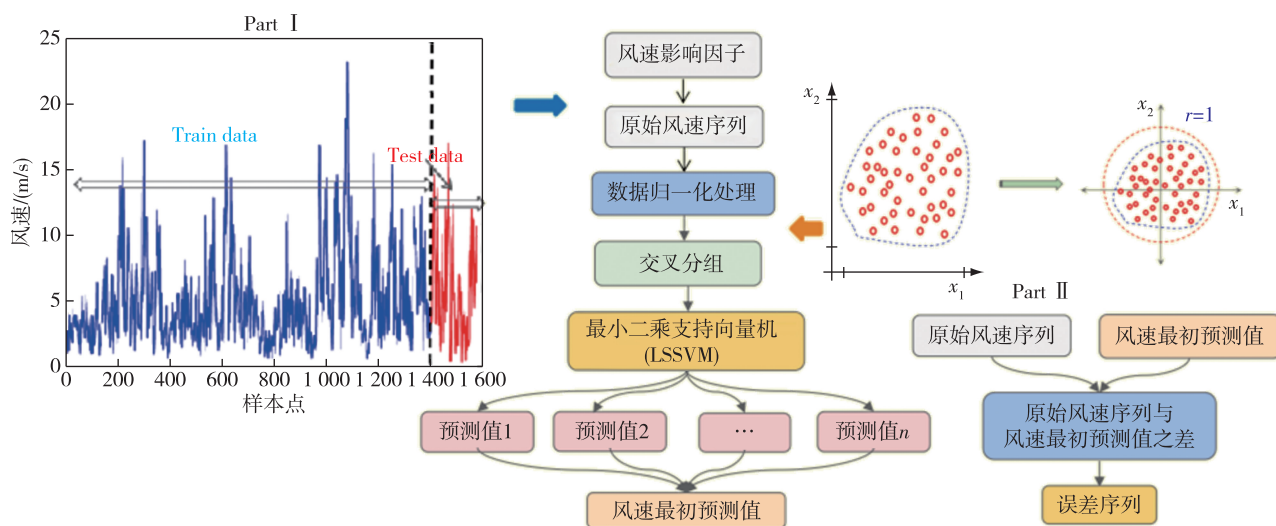 Part Ⅰ
25
20
15
10
5
0
风速/(m/s)
Train data
Test data
0 200 400 600 800 1 000 1 200 1 400 1 600
样本点
风速影响因子
原始风速序列
数据归一化处理
交叉分组
最小二乘支持向量机
(LSSVM)
预测值1
预测值2
…
预测值n
风速最初预测值
x2
x1
x2
r=1
x1
Part Ⅱ
原始风速序列
风速最初预测值
原始风速序列与
风速最初预测值之差
误差序列